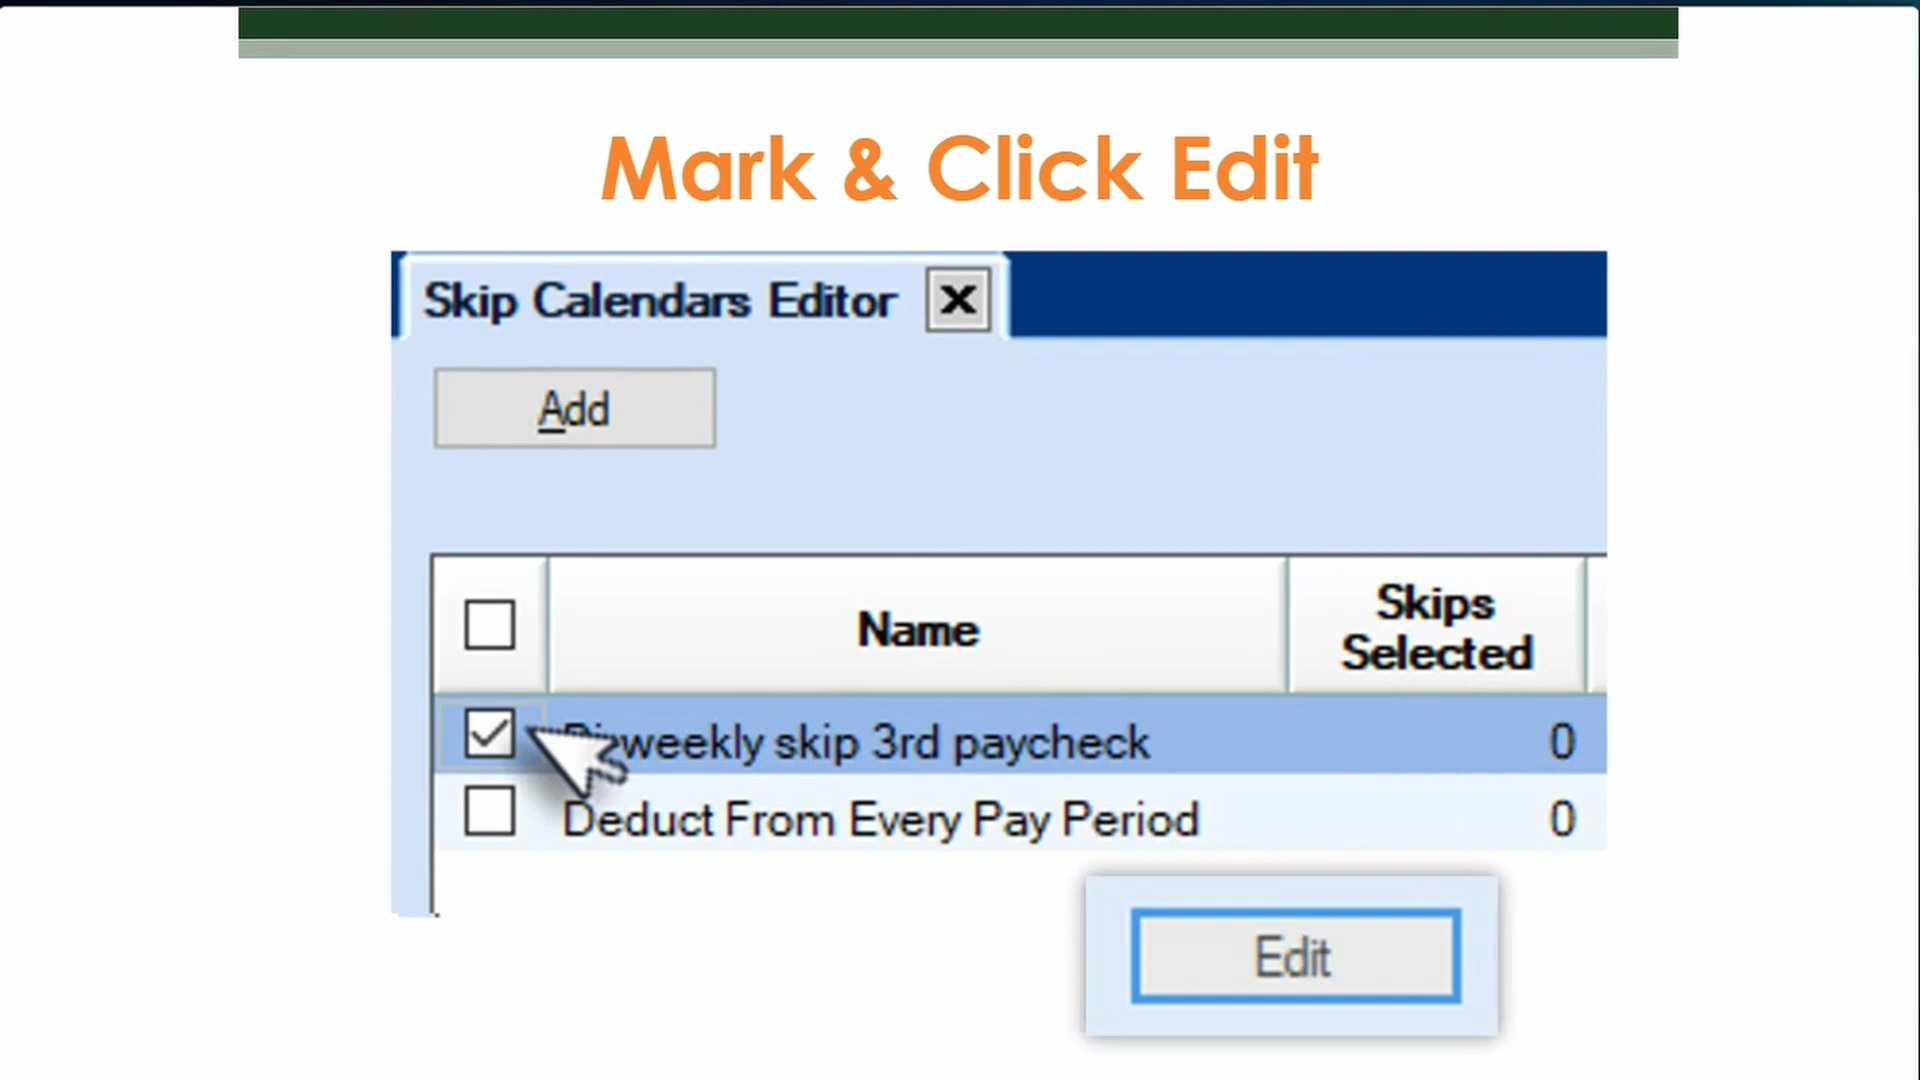 Mark & Click Edit
Skip Calendars Editor
Add
Name
Skips
Selected
weekly skip 3rd paycheck 0
Deduct From Every Pay Period 0
Edit